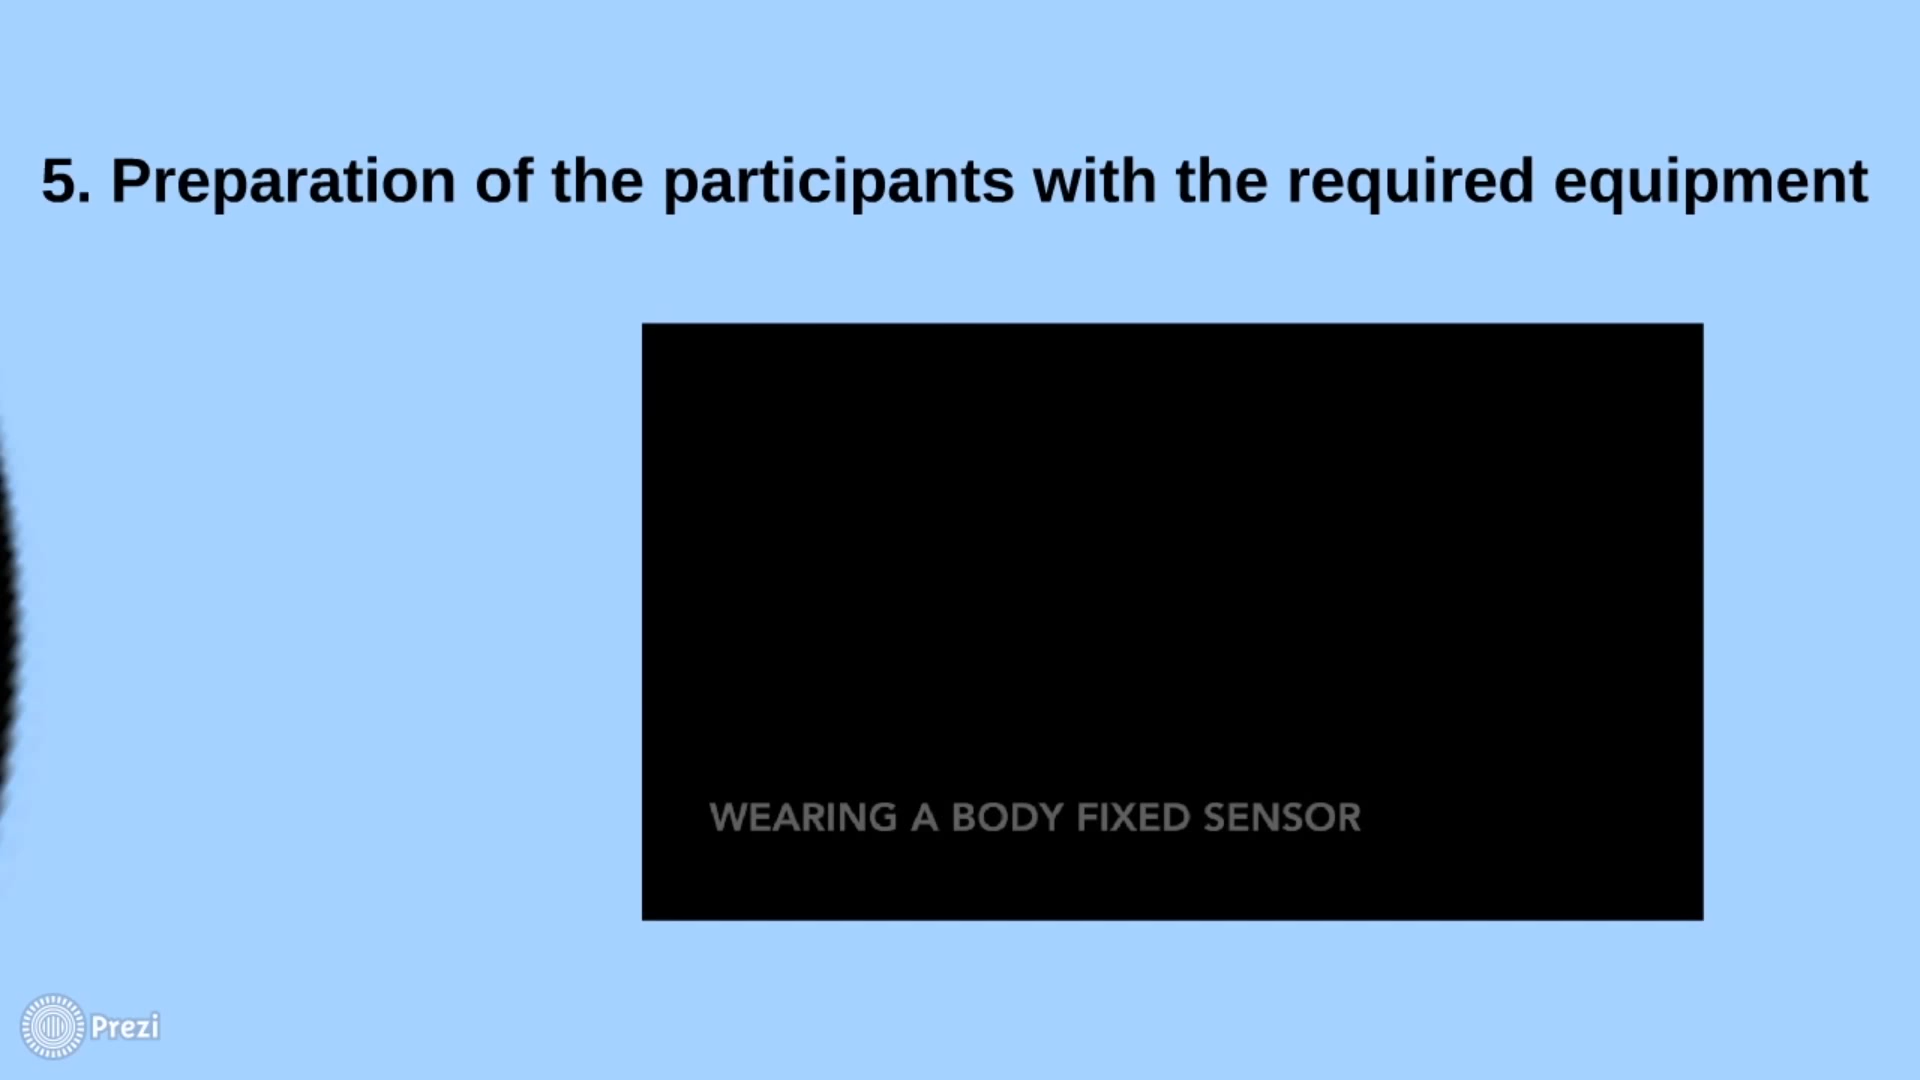 5. Preparation of the participants with the required equipment
WEARING A BODY FIXED SENSOR
Prezi